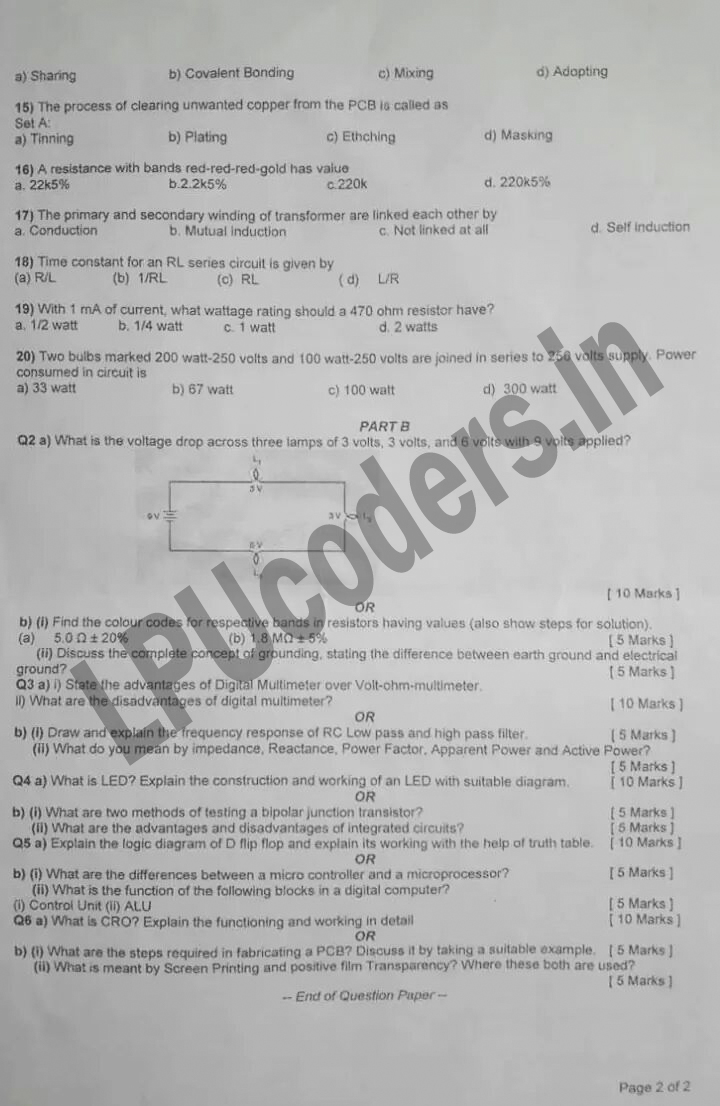 a) Sharing b) Covalent Bonding c) Mixing d) Adopting
15) The process of clearing unwanted copper from the PCB is called as
Set A:
a) Tinning b) Plating c) Ethching d) Masking
16) A resistance with bands red-red-red-gold has value
a. 22k5% b.2.2k5% c.220k d. 220k5%
17) The primary and secondary winding of transformer are linked each other by
a. Conduction b. Mutual induction c. Not linked at all d. Self induction
18) Time constant for an RL series circuit is given by
(a) R/L (b) 1/RL (c) RL (d) L/R
19) With 1 mA of current, what wattage rating should a 470 ohm resistor have?
a. 1/2 watt b. 1/4 watt c. 1 watt d. 2 watts
20) Two bulbs marked 200 watt-250 volts and 100 watt-250 volts are joined in series to 250 volts supply. Power
consumed in circuit is
a) 33 watt b) 67 watt c) 100 watt d) 300 watt
PART B
Q2 a) What is the voltage drop across three lamps of 3 volts, 3 volts, and 6 volts with 9 volts applied?
L₁
3 V
9V
3V
6 V
[ 10 Marks ]
OR
b) (i) Find the colour codes for respective bands in resistors having values (also show steps for solution).
(a) 5.0 Ω ± 20% (b) 1.8 MΩ ± 5% [ 5 Marks ]
(ii) Discuss the complete concept of grounding, stating the difference between earth ground and electrical
ground? [ 5 Marks ]
Q3 a) i) State the advantages of Digital Multimeter over Volt-ohm-multimeter.
ii) What are the disadvantages of digital multimeter? [ 10 Marks ]
OR
b) (i) Draw and explain the frequency response of RC Low pass and high pass filter. [ 5 Marks ]
(ii) What do you mean by impedance, Reactance, Power Factor, Apparent Power and Active Power?
[ 5 Marks ]
Q4 a) What is LED? Explain the construction and working of an LED with suitable diagram. [ 10 Marks ]
OR
b) (i) What are two methods of testing a bipolar junction transistor? [ 5 Marks ]
(ii) What are the advantages and disadvantages of integrated circuits? [ 5 Marks ]
Q5 a) Explain the logic diagram of D flip flop and explain its working with the help of truth table. [ 10 Marks ]
OR
b) (i) What are the differences between a micro controller and a microprocessor? [ 5 Marks ]
(ii) What is the function of the following blocks in a digital computer?
(i) Control Unit (ii) ALU [ 5 Marks ]
Q6 a) What is CRO? Explain the functioning and working in detail [ 10 Marks ]
OR
b) (i) What are the steps required in fabricating a PCB? Discuss it by taking a suitable example. [ 5 Marks ]
(ii) What is meant by Screen Printing and positive film Transparency? Where these both are used?
[ 5 Marks ]
-- End of Question Paper --
Page 2 of 2
LPUcoders.in